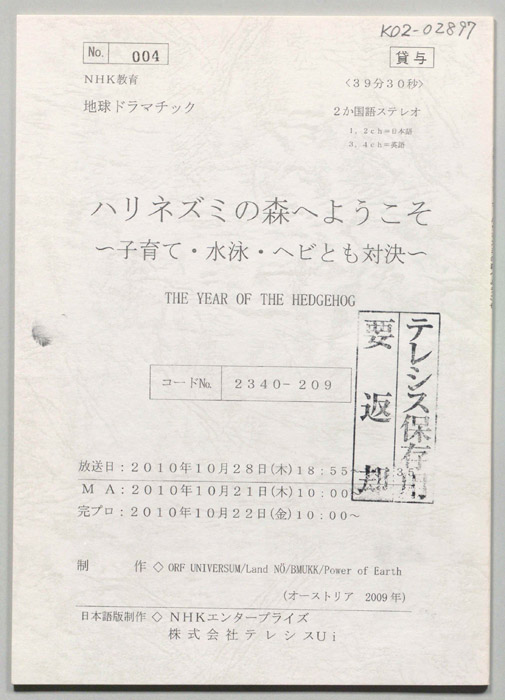 K02-02897
No. 004
貸与
NHK教育
<39分30秒>
地球ドラマチック
2か国語ステレオ
1, 2ch=日本語
3, 4ch=英語
ハリネズミの森へようこそ
～子育て・水泳・ヘビとも対決～
THE YEAR OF THE HEDGEHOG
テレシス保存用
要返却
コードNo. 2340-209
放送日：2010年10月28日(木)18：55～
MA：2010年10月21日(木)10：00～
完プロ：2010年10月22日(金)10：00～
制作◇ ORF UNIVERSUM/Land NÖ/BMUKK/Power of Earth
(オーストリア 2009年)
日本語版制作◇ NHKエンタープライズ
株式会社テレシスUi